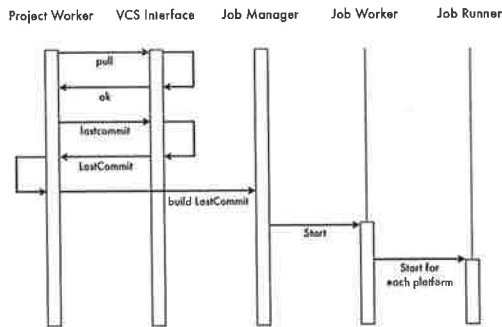 Project Worker VCS Interface Job Manager Job Worker Job Runner
pull
ok
lastcommit
LastCommit
build LastCommit
Start
Start for
each platform